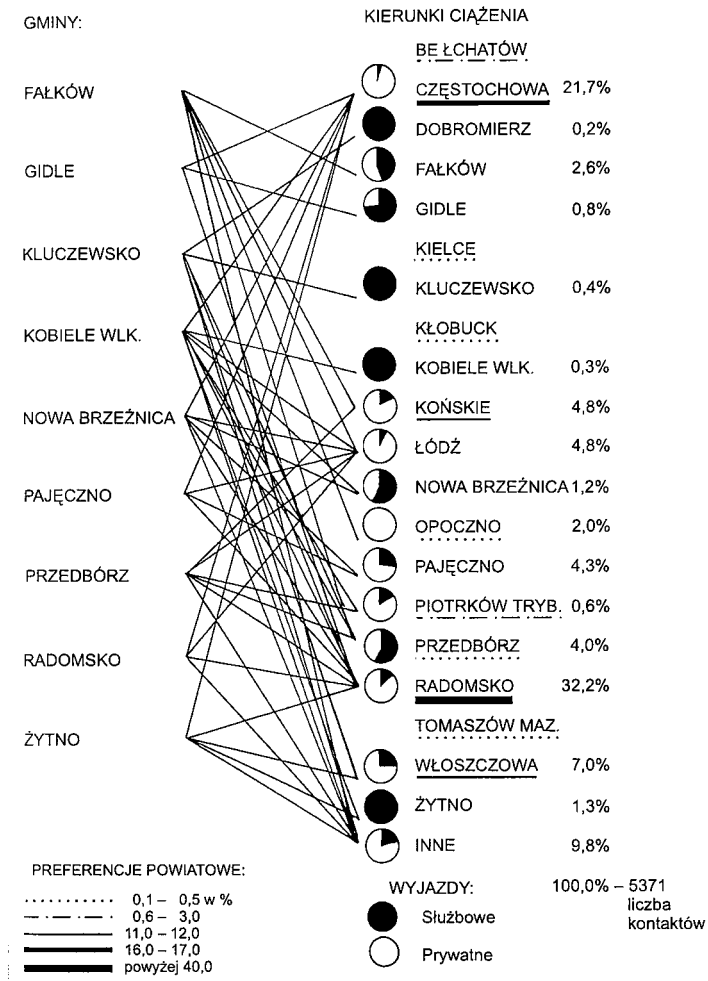 GMINY:
KIERUNKI CIĄŻENIA
BEŁCHATÓW
FAŁKÓW
CZĘSTOCHOWA 21,7%
DOBROMIERZ 0,2%
GIDLE
FAŁKÓW 2,6%
GIDLE 0,8%
KLUCZEWSKO
KIELCE
KLUCZEWSKO 0,4%
KOBIELE WLK.
KŁOBUCK
KOBIELE WLK. 0,3%
NOWA BRZEŹNICA
KOŃSKIE 4,8%
ŁÓDŹ 4,8%
PAJĘCZNO
NOWA BRZEŹNICA 1,2%
OPOCZNO 2,0%
PRZEDBÓRZ
PAJĘCZNO 4,3%
PIOTRKÓW TRYB. 0,6%
RADOMSKO
PRZEDBÓRZ 4,0%
RADOMSKO 32,2%
ŻYTNO
TOMASZÓW MAZ.
WŁOSZCZOWA 7,0%
ŻYTNO 1,3%
INNE 9,8%
PREFERENCJE POWIATOWE:
0,1 – 0,5 w %
0,6 – 3,0
11,0 – 12,0
16,0 – 17,0
powyżej 40,0
WYJAZDY:
Służbowe
Prywatne
100,0% – 5371
liczba
kontaktów